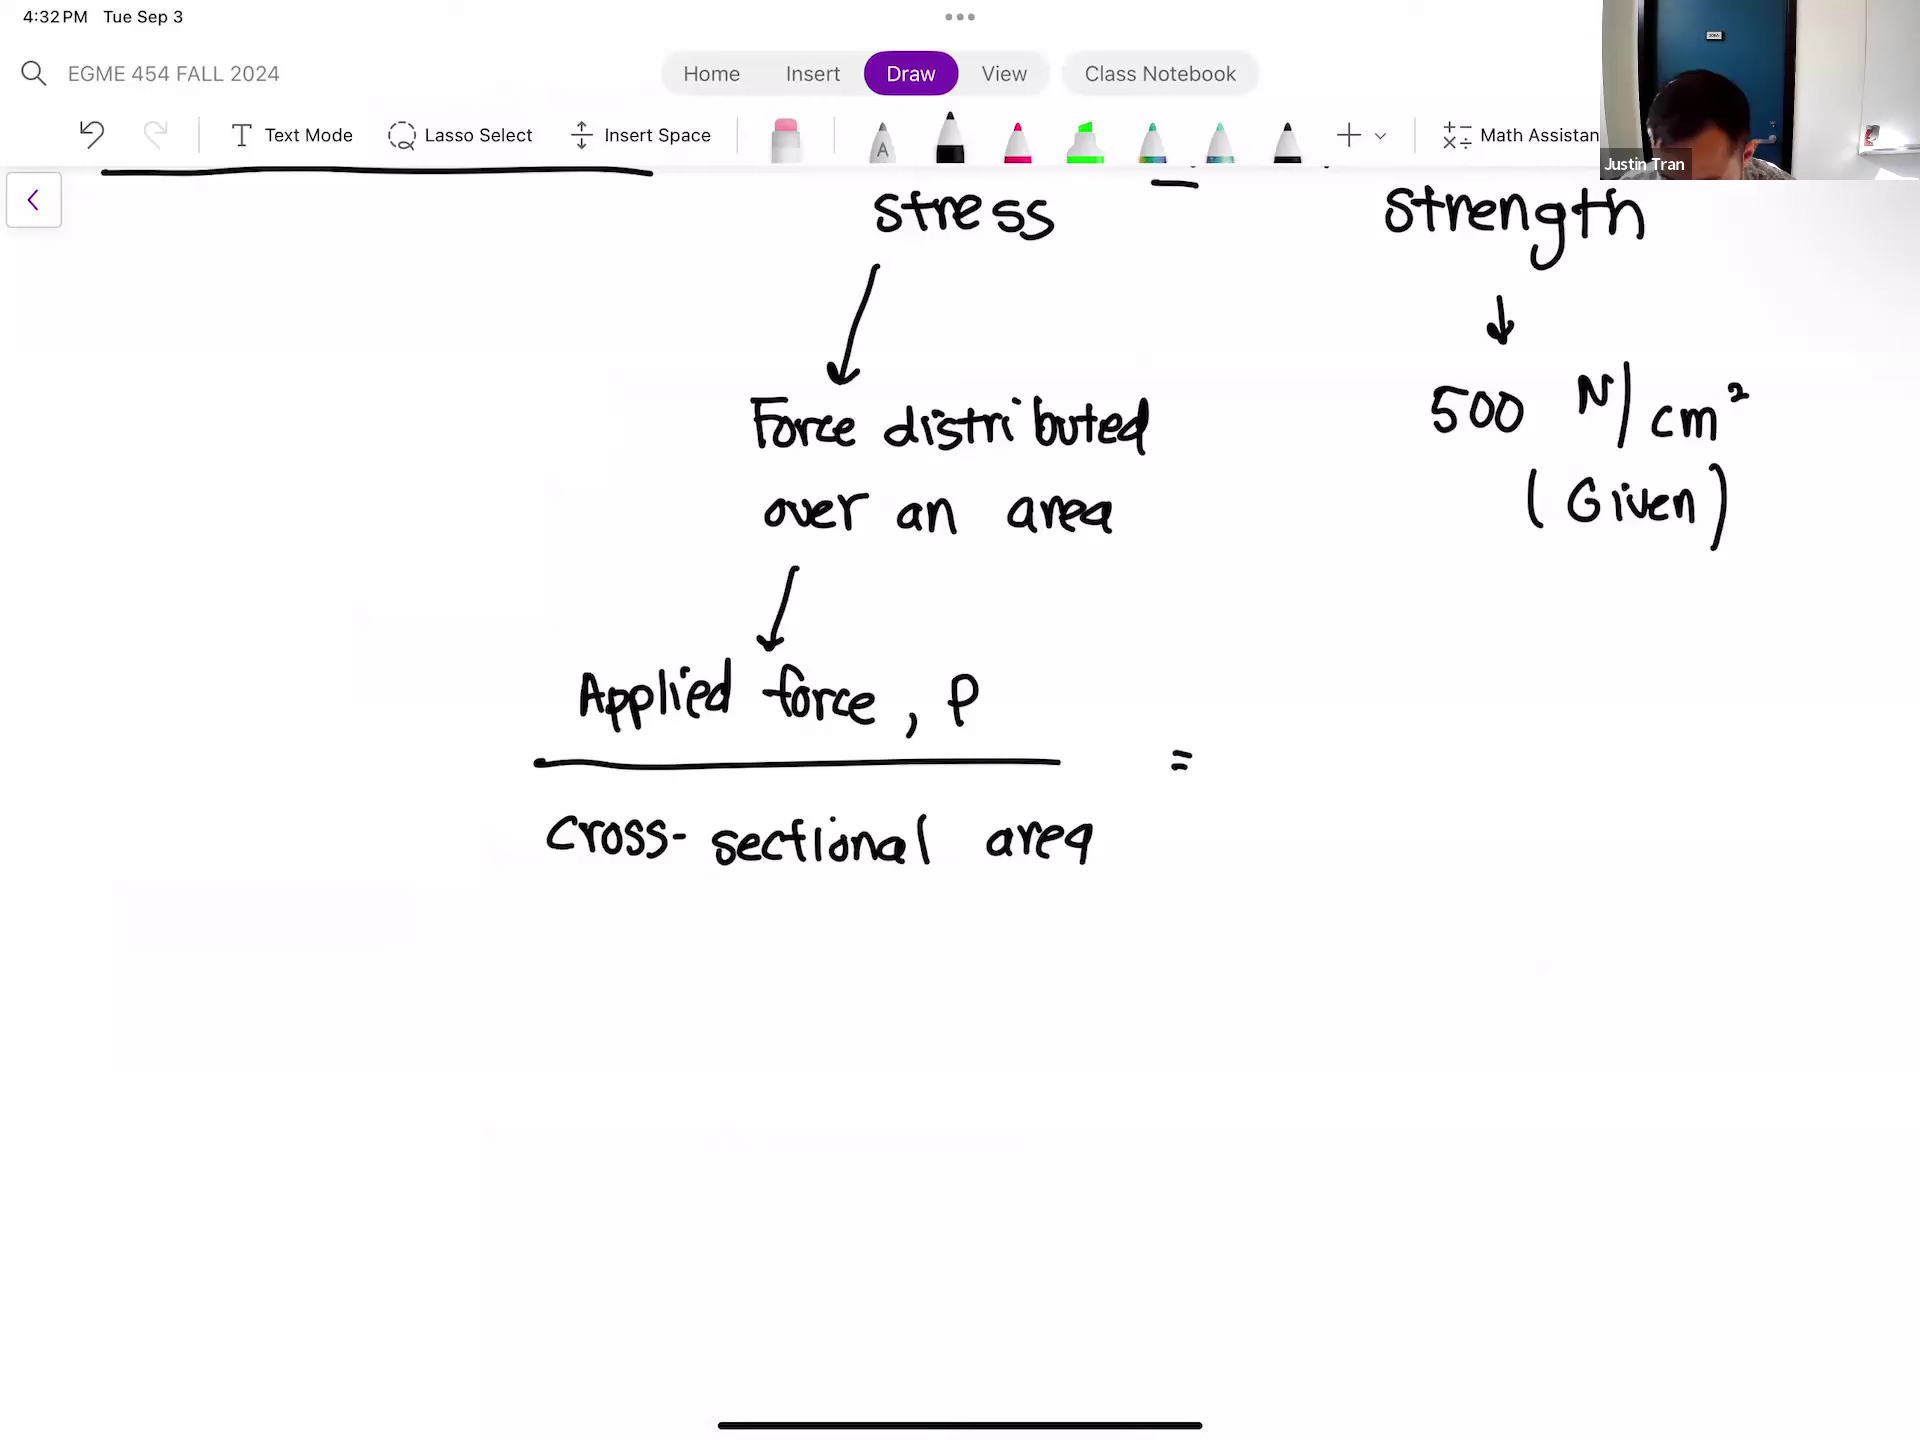 4:32 PM Tue Sep 3
EGME 454 FALL 2024
Home Insert Draw View Class Notebook
Text Mode Lasso Select Insert Space Math Assistan
Justin Tran
stress strength
Force distributed
over an area
500 N/cm²
(Given)
Applied force, P
=
cross-sectional area